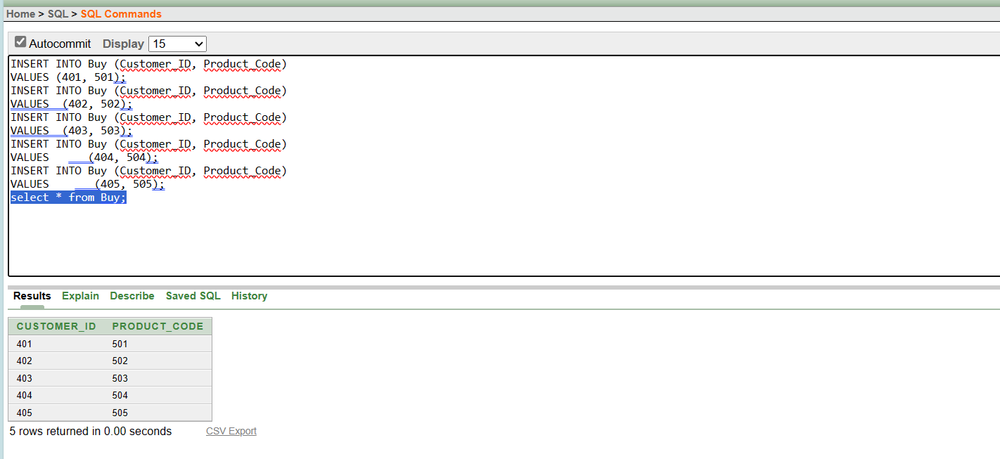 Home > SQL > SQL Commands
Autocommit Display 15
INSERT INTO Buy (Customer_ID, Product_Code)
VALUES (401, 501);
INSERT INTO Buy (Customer_ID, Product_Code)
VALUES  (402, 502);
INSERT INTO Buy (Customer_ID, Product_Code)
VALUES  (403, 503);
INSERT INTO Buy (Customer_ID, Product_Code)
VALUES      (404, 504);
INSERT INTO Buy (Customer_ID, Product_Code)
VALUES       (405, 505);
select * from Buy;
Results Explain Describe Saved SQL History
CUSTOMER_ID PRODUCT_CODE
401 501
402 502
403 503
404 504
405 505
5 rows returned in 0.00 seconds CSV Export